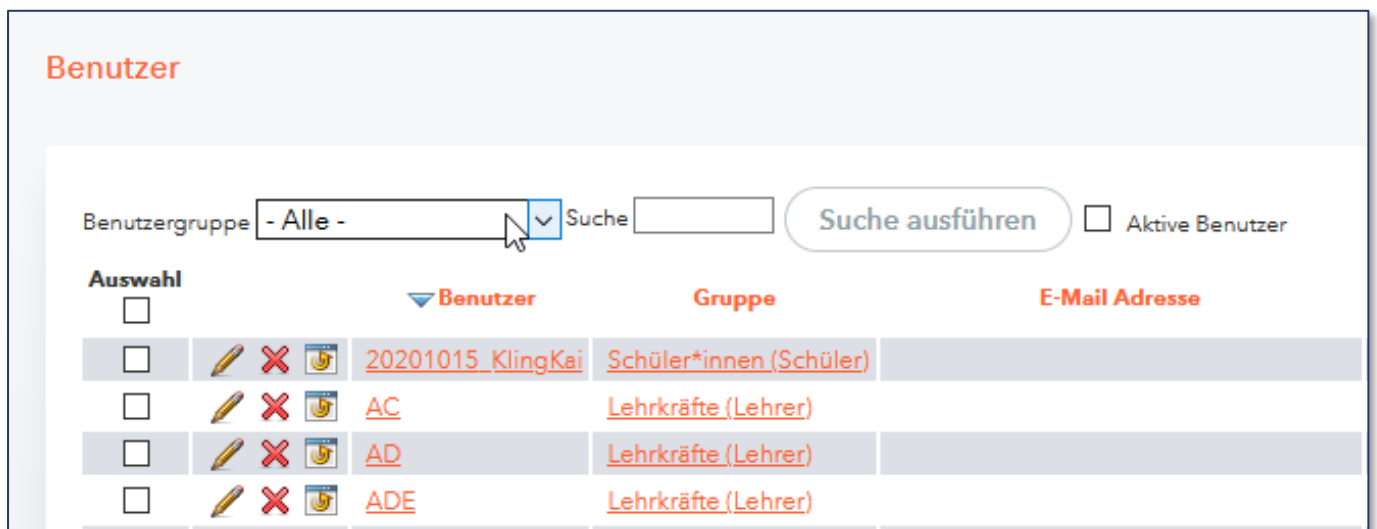 Benutzer
Benutzergruppe - Alle - Suche Suche ausführen Aktive Benutzer
Auswahl Benutzer Gruppe E-Mail Adresse
20201015_KlingKai Schüler*innen (Schüler)
AC Lehrkräfte (Lehrer)
AD Lehrkräfte (Lehrer)
ADE Lehrkräfte (Lehrer)